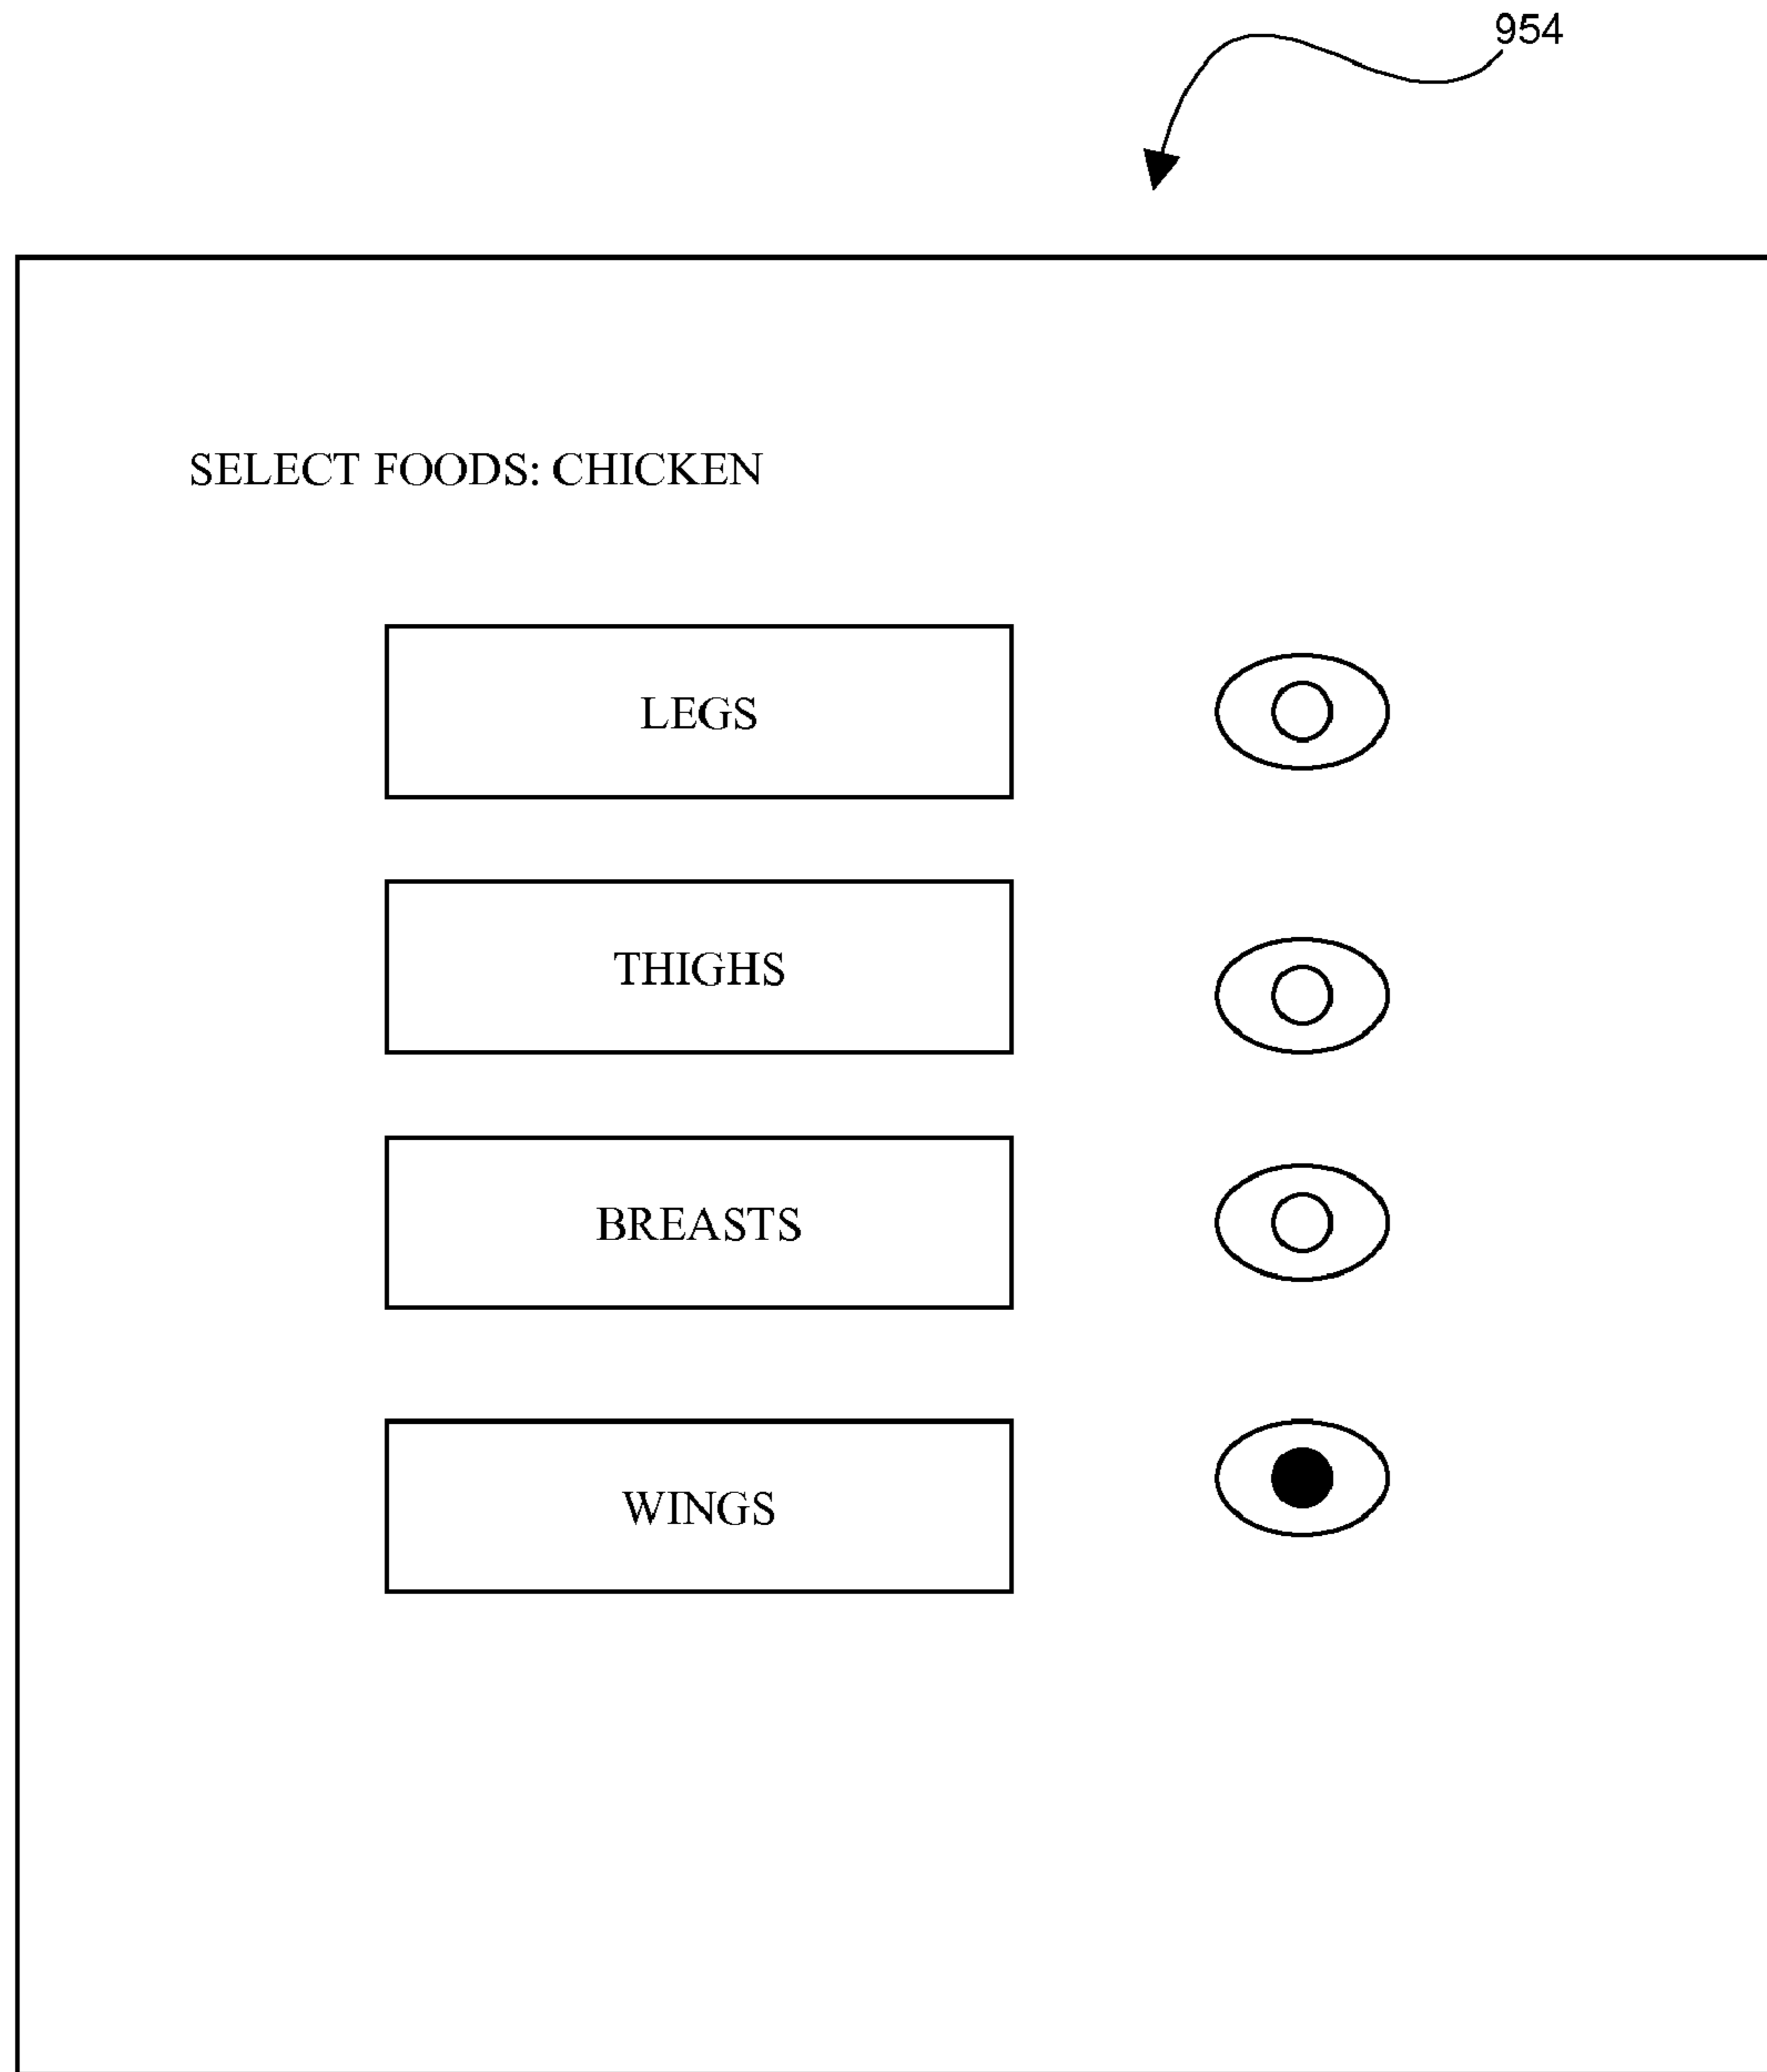 954
SELECT FOODS: CHICKEN
LEGS
THIGHS
BREASTS
WINGS